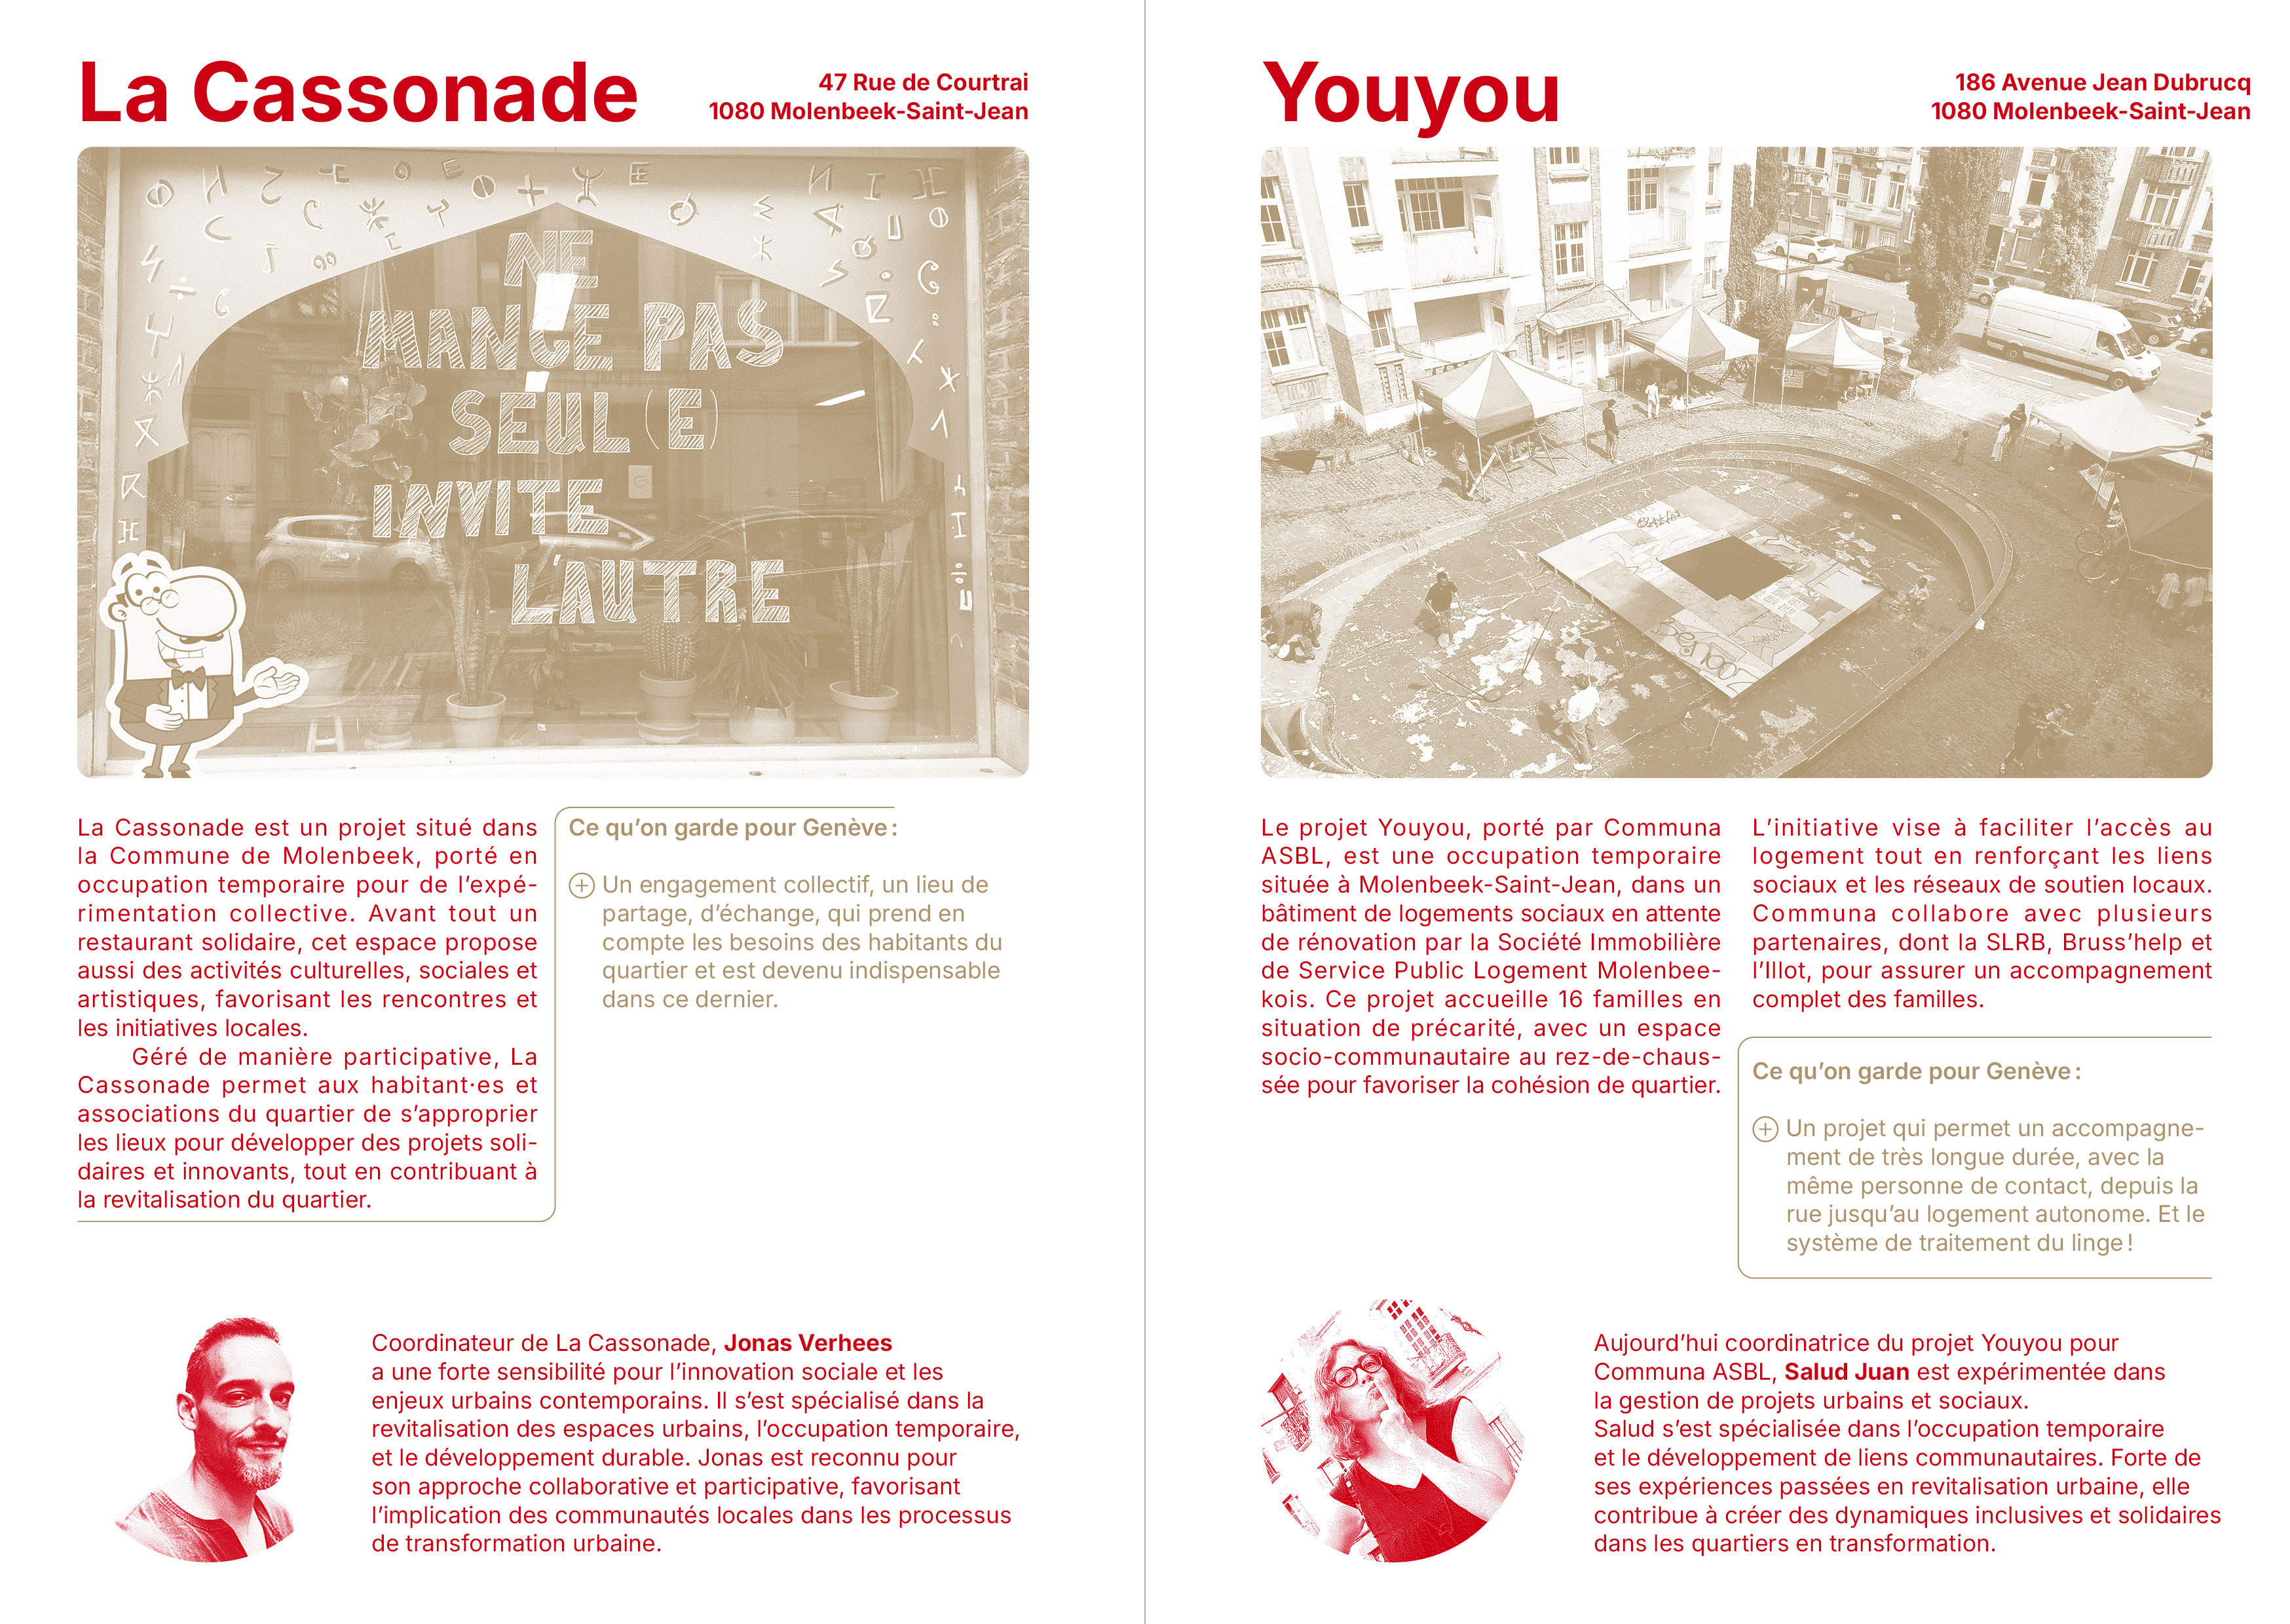 La Cassonade
47 Rue de Courtrai
1080 Molenbeek-Saint-Jean
NE
MANGE PAS
SEUL (E)
INVITE
L'AUTRE
La Cassonade est un projet situé dans
la Commune de Molenbeek, porté en
occupation temporaire pour de l’expé-
rimentation collective. Avant tout un
restaurant solidaire, cet espace propose
aussi des activités culturelles, sociales et
artistiques, favorisant les rencontres et
les initiatives locales.
Géré de manière participative, La
Cassonade permet aux habitant·es et
associations du quartier de s’approprier
les lieux pour développer des projets soli-
daires et innovants, tout en contribuant à
la revitalisation du quartier.
Ce qu’on garde pour Genève :
Un engagement collectif, un lieu de
partage, d’échange, qui prend en
compte les besoins des habitants du
quartier et est devenu indispensable
dans ce dernier.
Coordinateur de La Cassonade, Jonas Verhees
a une forte sensibilité pour l’innovation sociale et les
enjeux urbains contemporains. Il s’est spécialisé dans la
revitalisation des espaces urbains, l’occupation temporaire,
et le développement durable. Jonas est reconnu pour
son approche collaborative et participative, favorisant
l’implication des communautés locales dans les processus
de transformation urbaine.
Youyou
186 Avenue Jean Dubrucq
1080 Molenbeek-Saint-Jean
Le projet Youyou, porté par Communa
ASBL, est une occupation temporaire
située à Molenbeek-Saint-Jean, dans un
bâtiment de logements sociaux en attente
de rénovation par la Société Immobilière
de Service Public Logement Molenbee-
kois. Ce projet accueille 16 familles en
situation de précarité, avec un espace
socio-communautaire au rez-de-chaus-
sée pour favoriser la cohésion de quartier.
L’initiative vise à faciliter l’accès au
logement tout en renforçant les liens
sociaux et les réseaux de soutien locaux.
Communa collabore avec plusieurs
partenaires, dont la SLRB, Bruss’help et
l’Illot, pour assurer un accompagnement
complet des familles.
Ce qu’on garde pour Genève :
Un projet qui permet un accompagne-
ment de très longue durée, avec la
même personne de contact, depuis la
rue jusqu’au logement autonome. Et le
système de traitement du linge !
Aujourd’hui coordinatrice du projet Youyou pour
Communa ASBL, Salud Juan est expérimentée dans
la gestion de projets urbains et sociaux.
Salud s’est spécialisée dans l’occupation temporaire
et le développement de liens communautaires. Forte de
ses expériences passées en revitalisation urbaine, elle
contribue à créer des dynamiques inclusives et solidaires
dans les quartiers en transformation.